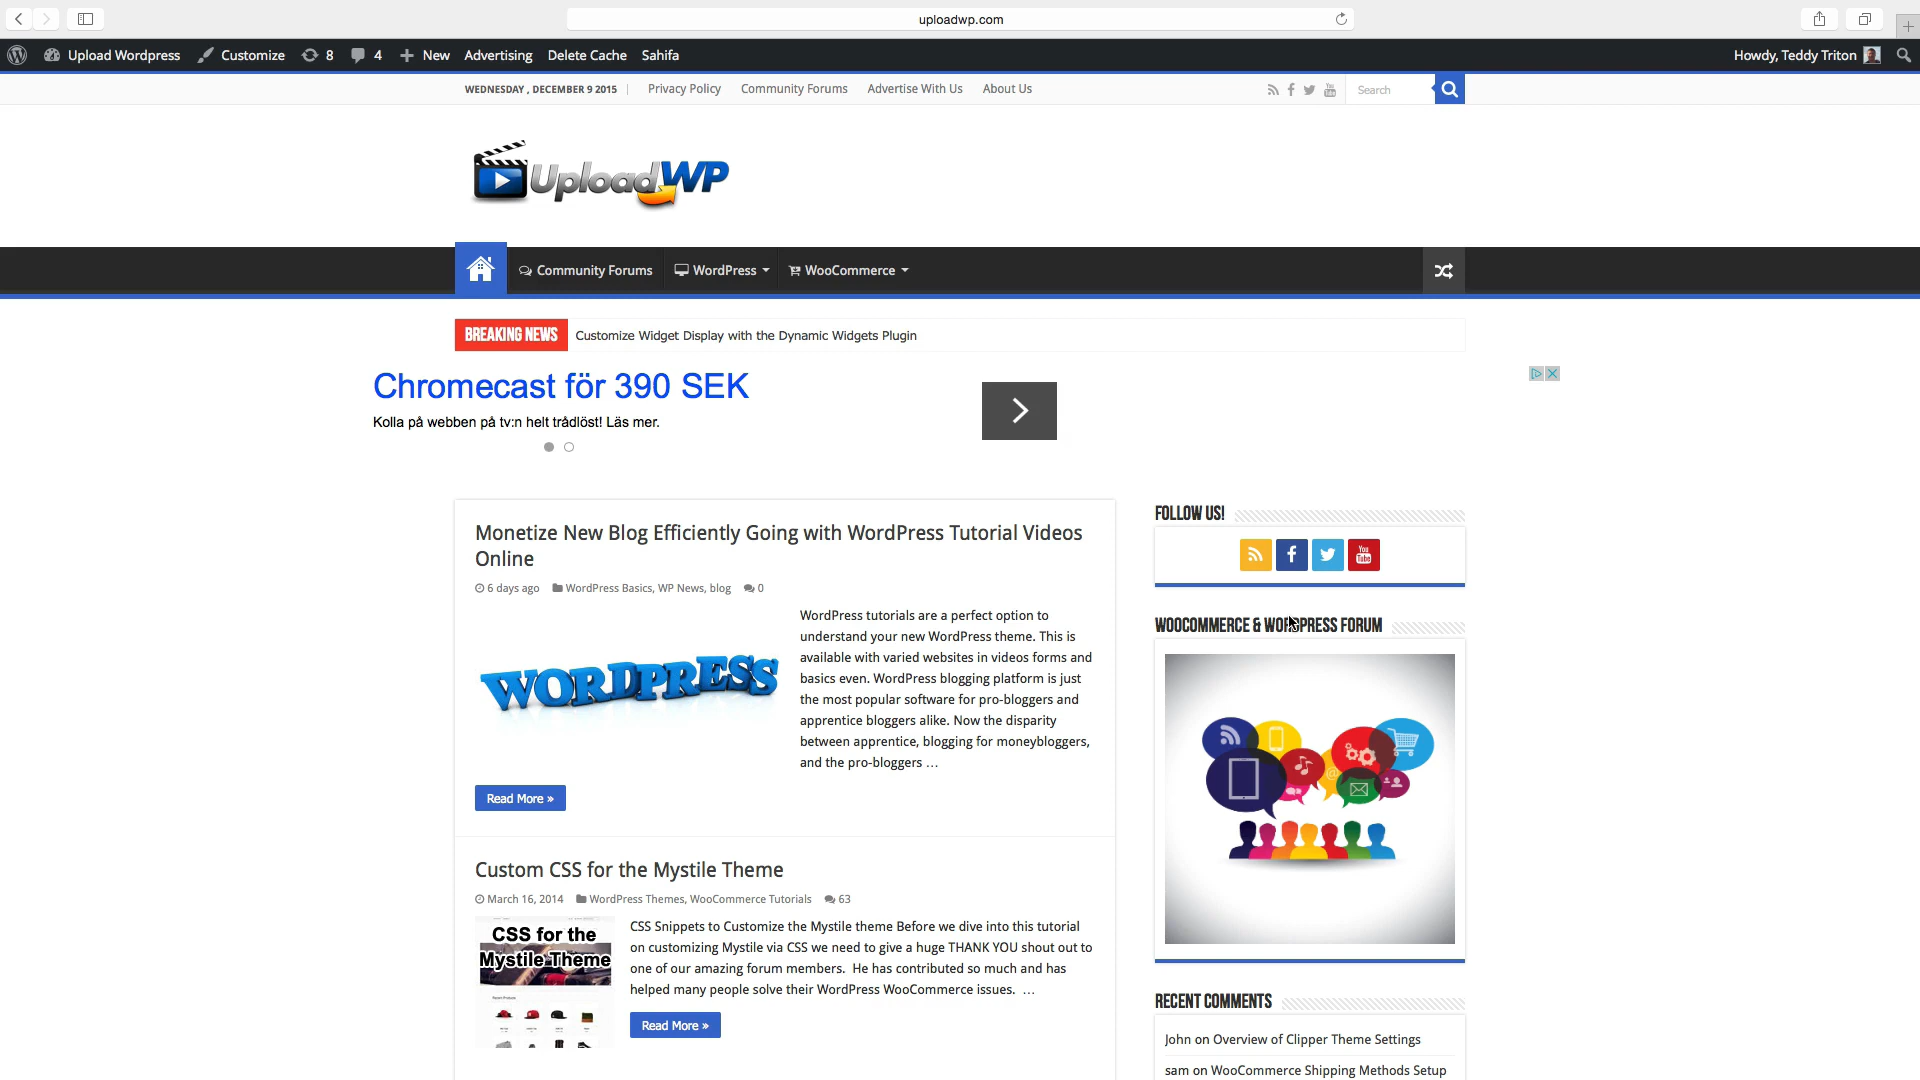 uploadwp.com
Upload Wordpress Customize 8 4 New Advertising Delete Cache Sahifa Howdy, Teddy Triton
WEDNESDAY , DECEMBER 9 2015 Privacy Policy Community Forums Advertise With Us About Us You Tube Search
UploadWP
Community Forums WordPress WooCommerce
BREAKING NEWS Customize Widget Display with the Dynamic Widgets Plugin
Chromecast för 390 SEK
Kolla på webben på tv:n helt trådlöst! Läs mer.
Monetize New Blog Efficiently Going with WordPress Tutorial Videos
Online
6 days ago WordPress Basics, WP News, blog 0
WORDPRESS
WordPress tutorials are a perfect option to
understand your new WordPress theme. This is
available with varied websites in videos forms and
basics even. WordPress blogging platform is just
the most popular software for pro-bloggers and
apprentice bloggers alike. Now the disparity
between apprentice, blogging for moneybloggers,
and the pro-bloggers …
Read More »
Custom CSS for the Mystile Theme
March 16, 2014 WordPress Themes, WooCommerce Tutorials 63
CSS for the
Mystile Theme
CSS Snippets to Customize the Mystile theme Before we dive into this tutorial
on customizing Mystile via CSS we need to give a huge THANK YOU shout out to
one of our amazing forum members. He has contributed so much and has
helped many people solve their WordPress WooCommerce issues. …
Read More »
FOLLOW US!
You
Tube
WOOCOMMERCE & WORDPRESS FORUM
RECENT COMMENTS
John on Overview of Clipper Theme Settings
sam on WooCommerce Shipping Methods Setup